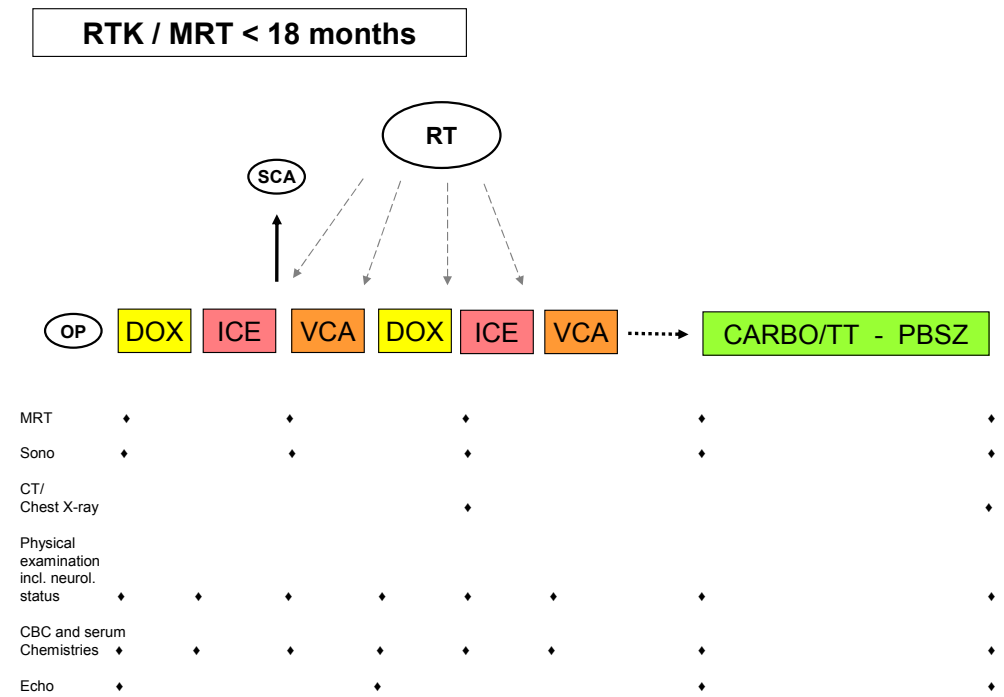 RTK / MRT < 18 months
RT
SCA
OP
DOX
ICE
VCA
DOX
ICE
VCA
CARBO/TT - PBSZ
MRT
Sono
CT/
Chest X-ray
Physical
examination
incl. neurol.
status
CBC and serum
Chemistries
Echo